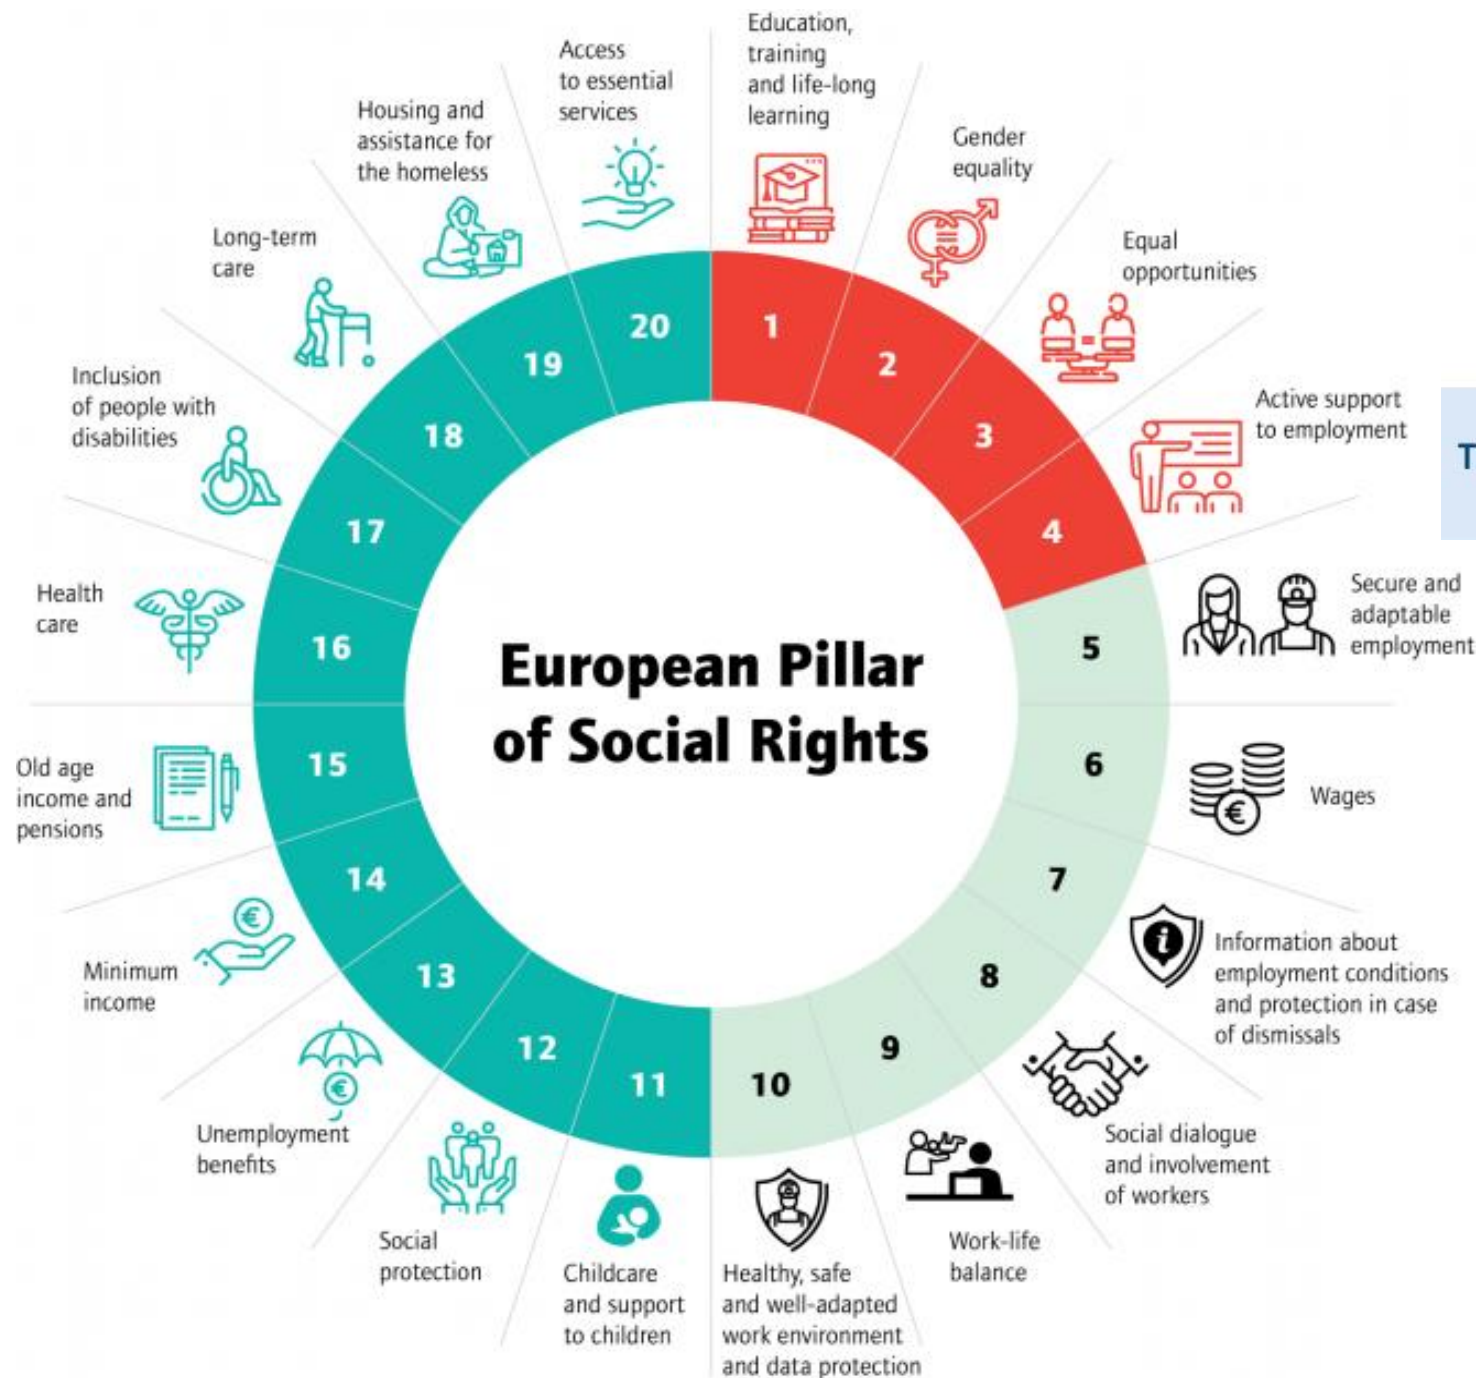 European Pillar
of Social Rights
1
Education,
training
and life-long
learning
2
Gender
equality
3
Equal
opportunities
4
Active support
to employment
5
Secure and
adaptable
employment
6
Wages
7
Information about
employment conditions
and protection in case
of dismissals
8
Social dialogue
and involvement
of workers
9
Work-life
balance
10
Healthy, safe
and well-adapted
work environment
and data protection
11
Childcare
and support
to children
12
Social
protection
13
Unemployment
benefits
14
Minimum
income
15
Old age
income and
pensions
16
Health
care
17
Inclusion
of people with
disabilities
18
Long-term
care
19
Housing and
assistance for
the homeless
20
Access
to essential
services
T